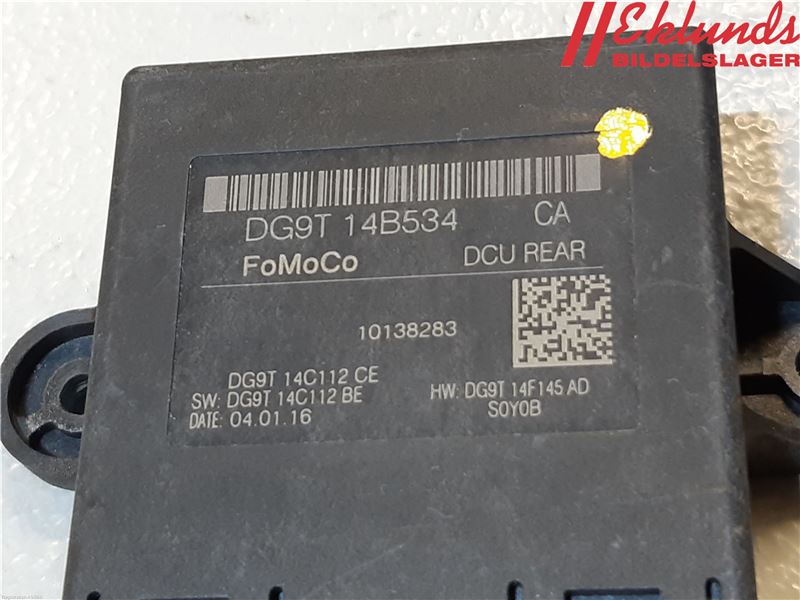 Eklunds
BILDELSLAGER
DG9T 14B534 CA
FoMoCo DCU REAR
10138283
DG9T 14C112 CE
SW: DG9T 14C112 BE
DATE: 04.01.16
HW: DG9T 14F145 AD
S0Y0B